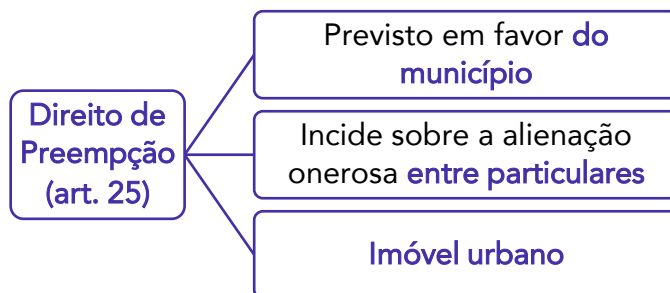 Direito de
Preempção
(art. 25)
Previsto em favor do
município
Incide sobre a alienação
onerosa entre particulares
Imóvel urbano